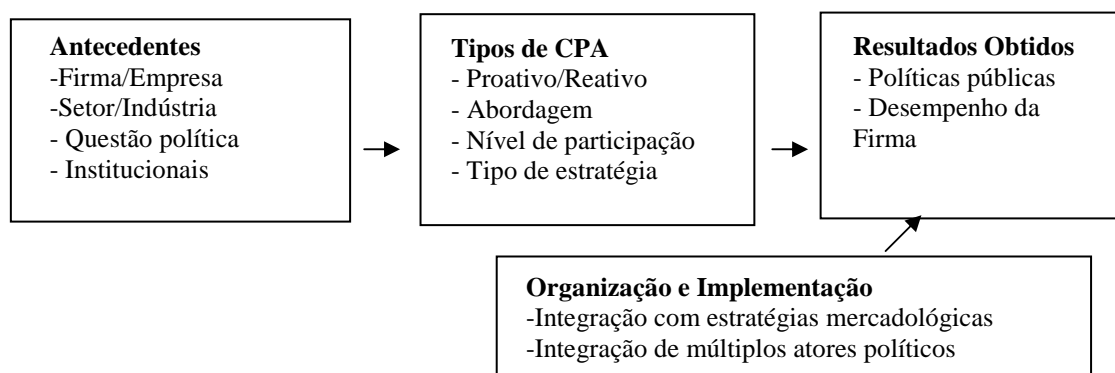 Antecedentes
-Firma/Empresa
-Setor/Indústria
- Questão política
- Institucionais
Tipos de CPA
- Proativo/Reativo
- Abordagem
- Nível de participação
- Tipo de estratégia
Resultados Obtidos
- Políticas públicas
- Desempenho da
Firma
Organização e Implementação
-Integração com estratégias mercadológicas
-Integração de múltiplos atores políticos